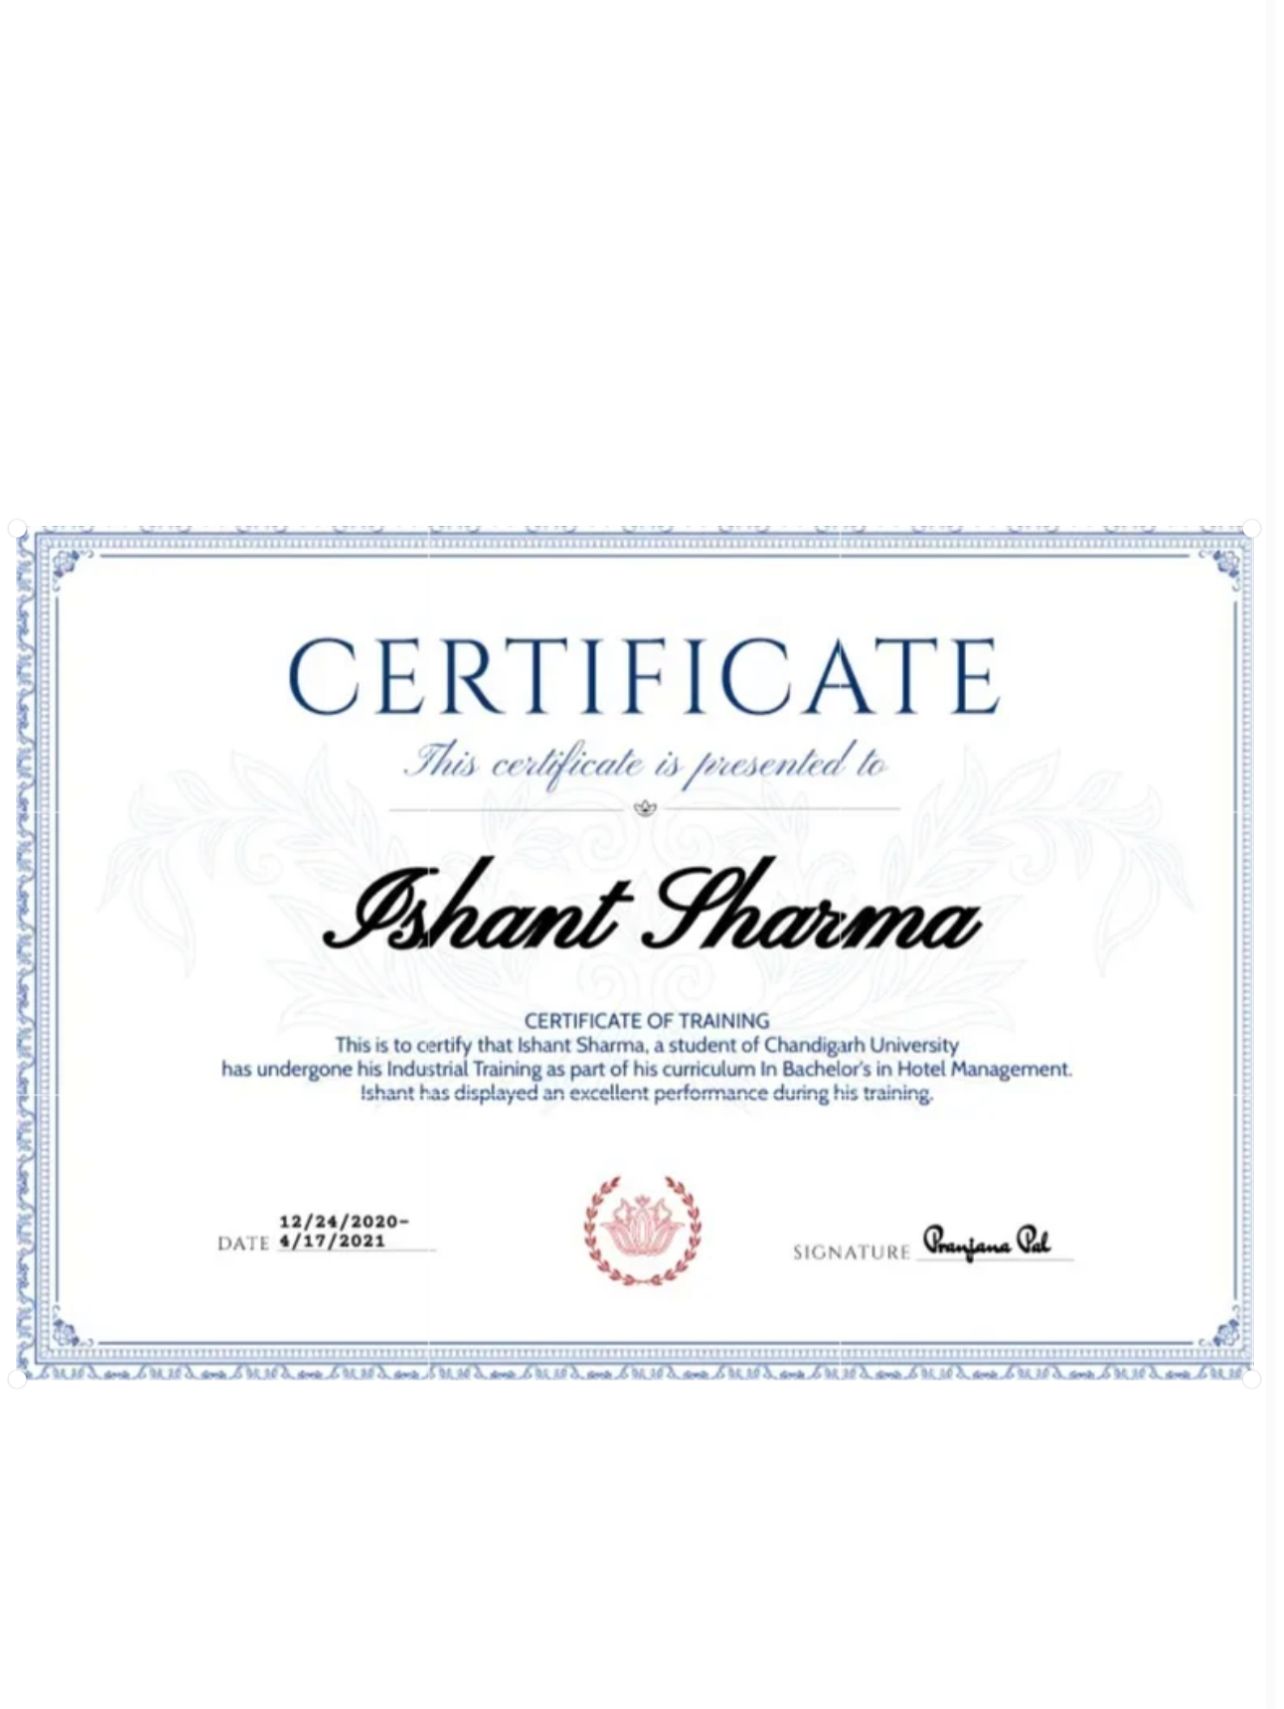 CERTIFICATE
This certificate is presented to
Ishant Sharma
CERTIFICATE OF TRAINING
This is to certify that Ishant Sharma, a student of Chandigarh University
has undergone his Industrial Training as part of his curriculum In Bachelor's in Hotel Management.
Ishant has displayed an excellent performance during his training.
DATE 12/24/2020-
4/17/2021
SIGNATURE Pranjana Pal